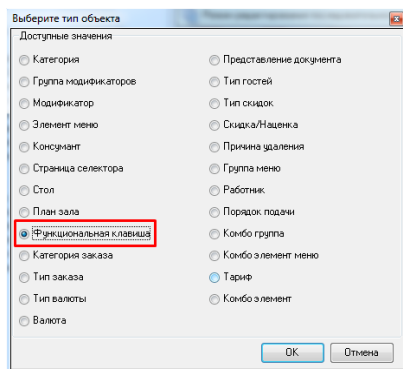 Выберите тип объекта
Доступные значения
Категория
Группа модификаторов
Модификатор
Элемент меню
Консумант
Страница селектора
Стол
План зала
Функциональная клавиша
Категория заказа
Тип заказа
Тип валюты
Валюта
Представление документа
Тип гостей
Тип скидок
Скидка/Наценка
Причина удаления
Группа меню
Работник
Порядок подачи
Комбо группа
Комбо элемент меню
Тариф
Комбо элемент
OK
Отмена